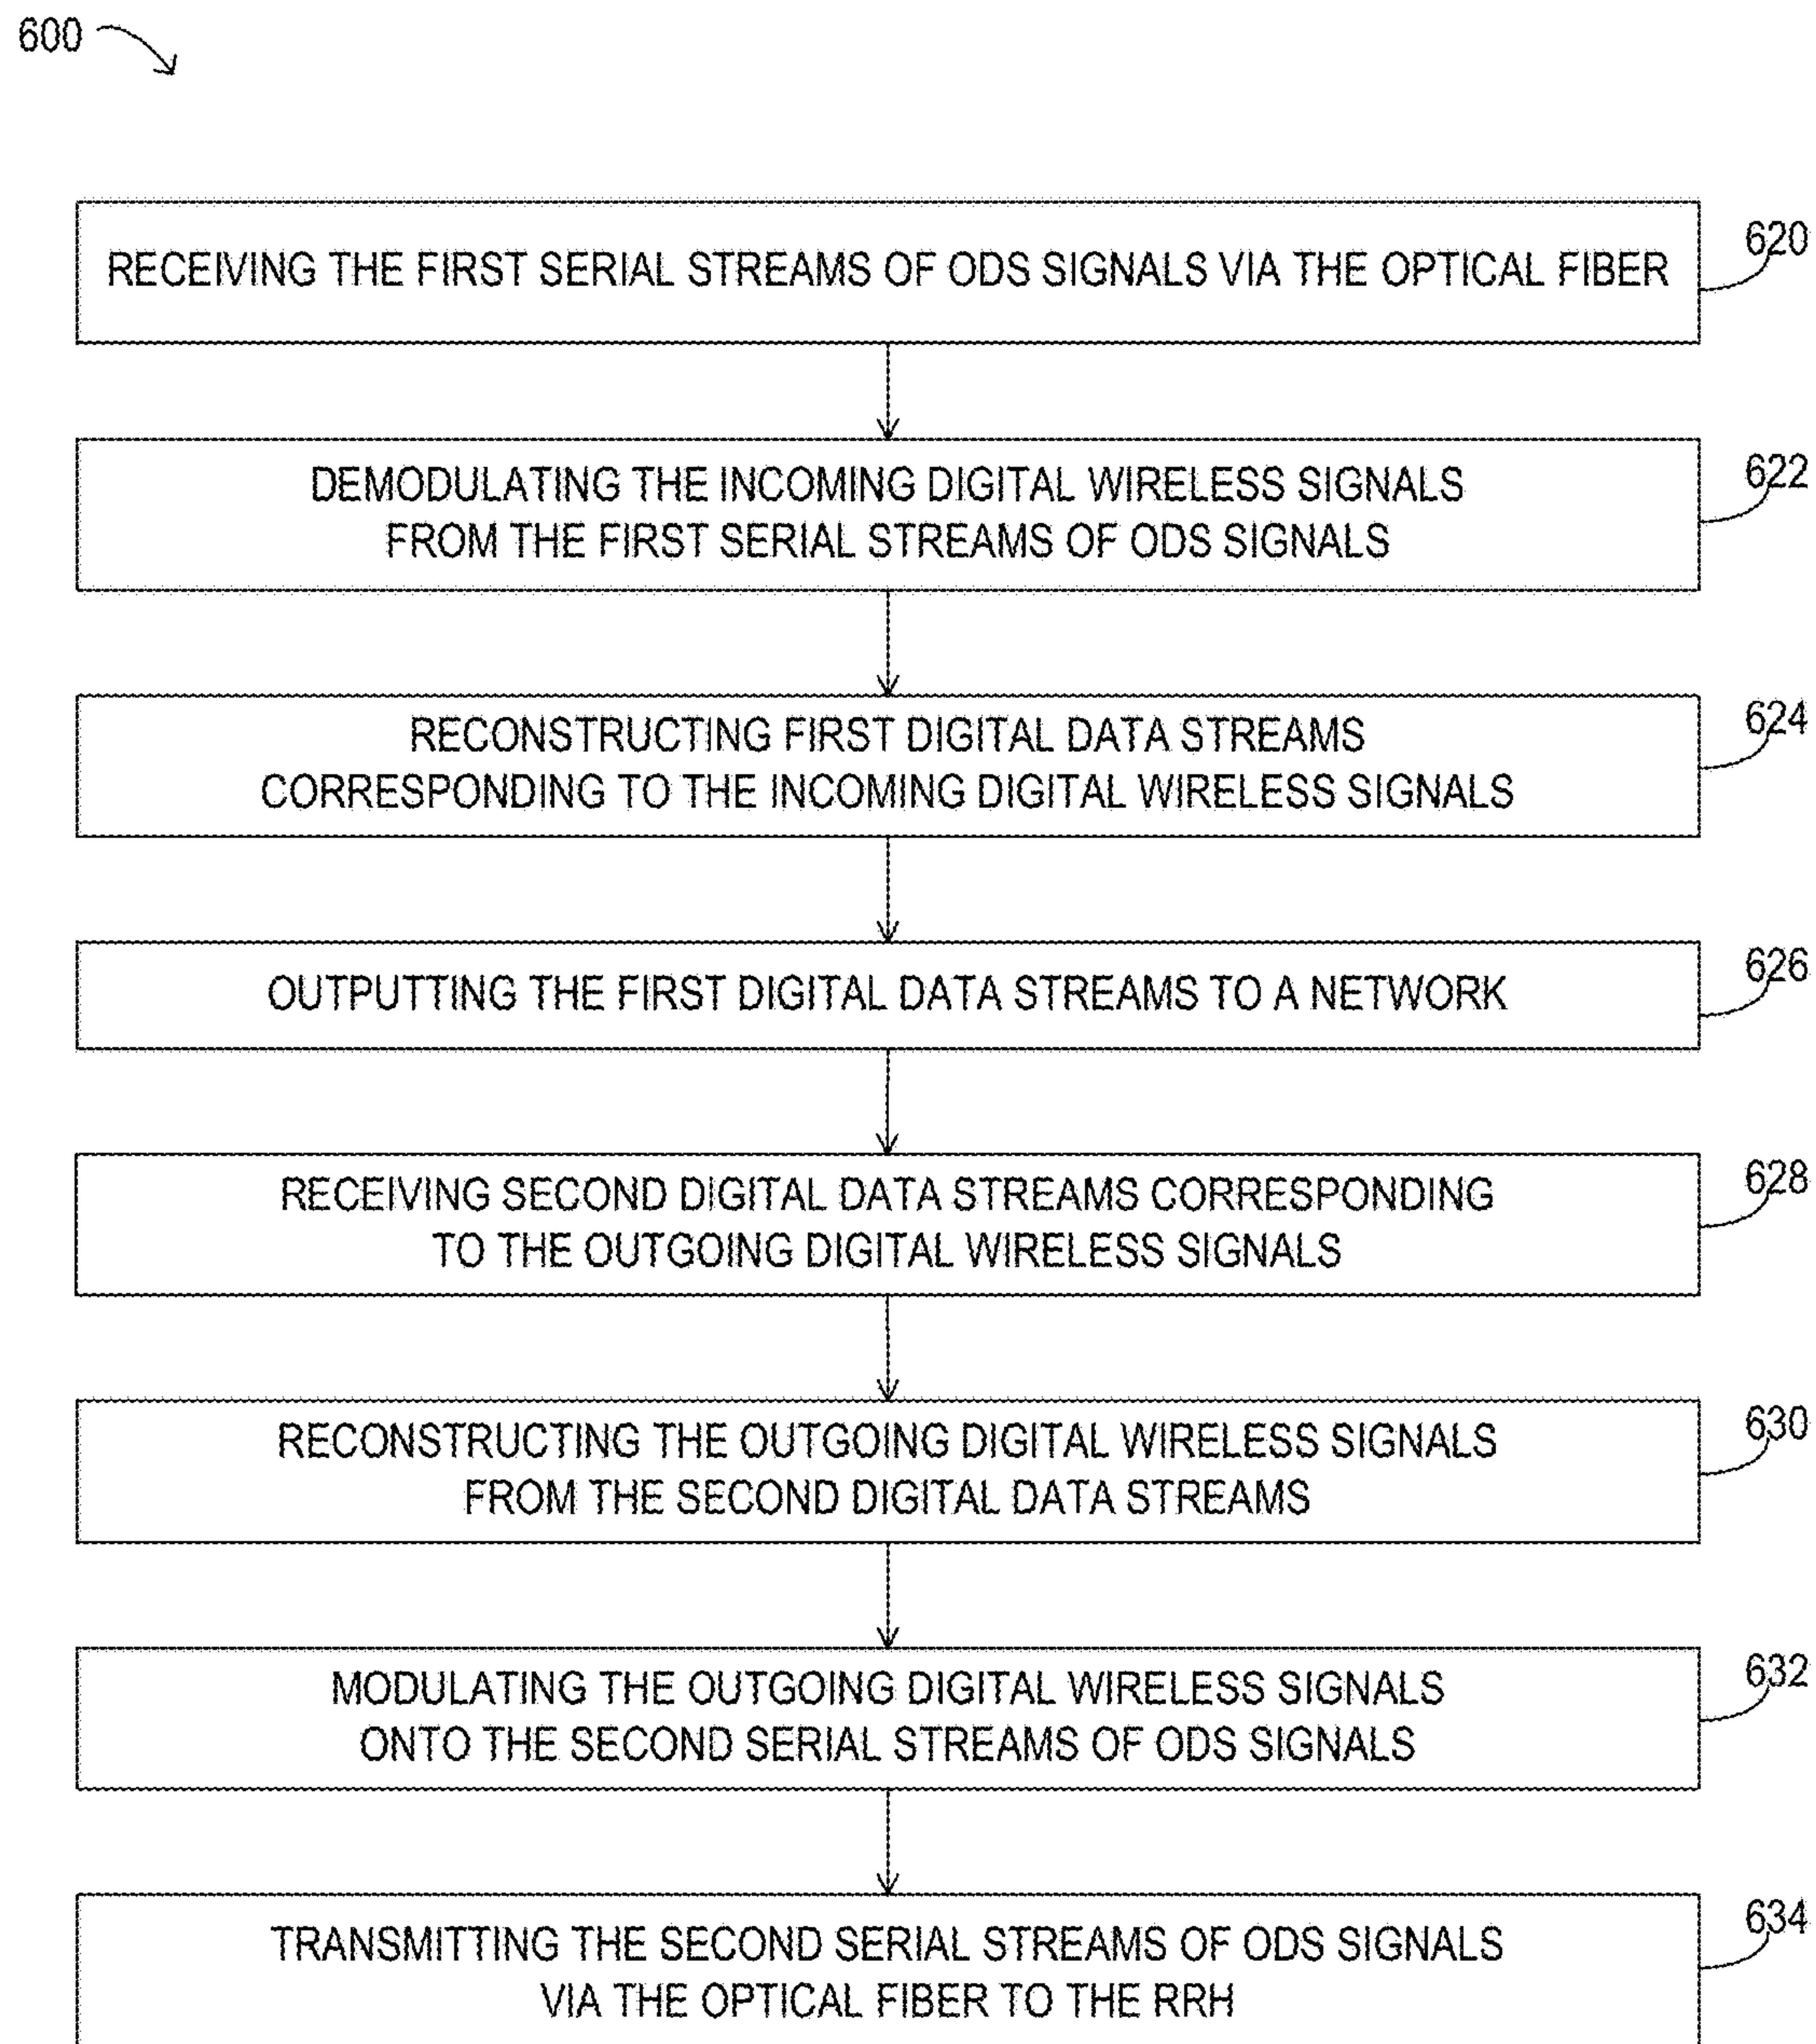 600
RECEIVING THE FIRST SERIAL STREAMS OF ODS SIGNALS VIA THE OPTICAL FIBER
620
DEMODULATING THE INCOMING DIGITAL WIRELESS SIGNALS
FROM THE FIRST SERIAL STREAMS OF ODS SIGNALS
622
RECONSTRUCTING FIRST DIGITAL DATA STREAMS
CORRESPONDING TO THE INCOMING DIGITAL WIRELESS SIGNALS
624
OUTPUTTING THE FIRST DIGITAL DATA STREAMS TO A NETWORK
626
RECEIVING SECOND DIGITAL DATA STREAMS CORRESPONDING
TO THE OUTGOING DIGITAL WIRELESS SIGNALS
628
RECONSTRUCTING THE OUTGOING DIGITAL WIRELESS SIGNALS
FROM THE SECOND DIGITAL DATA STREAMS
630
MODULATING THE OUTGOING DIGITAL WIRELESS SIGNALS
ONTO THE SECOND SERIAL STREAMS OF ODS SIGNALS
632
TRANSMITTING THE SECOND SERIAL STREAMS OF ODS SIGNALS
VIA THE OPTICAL FIBER TO THE RRH
634